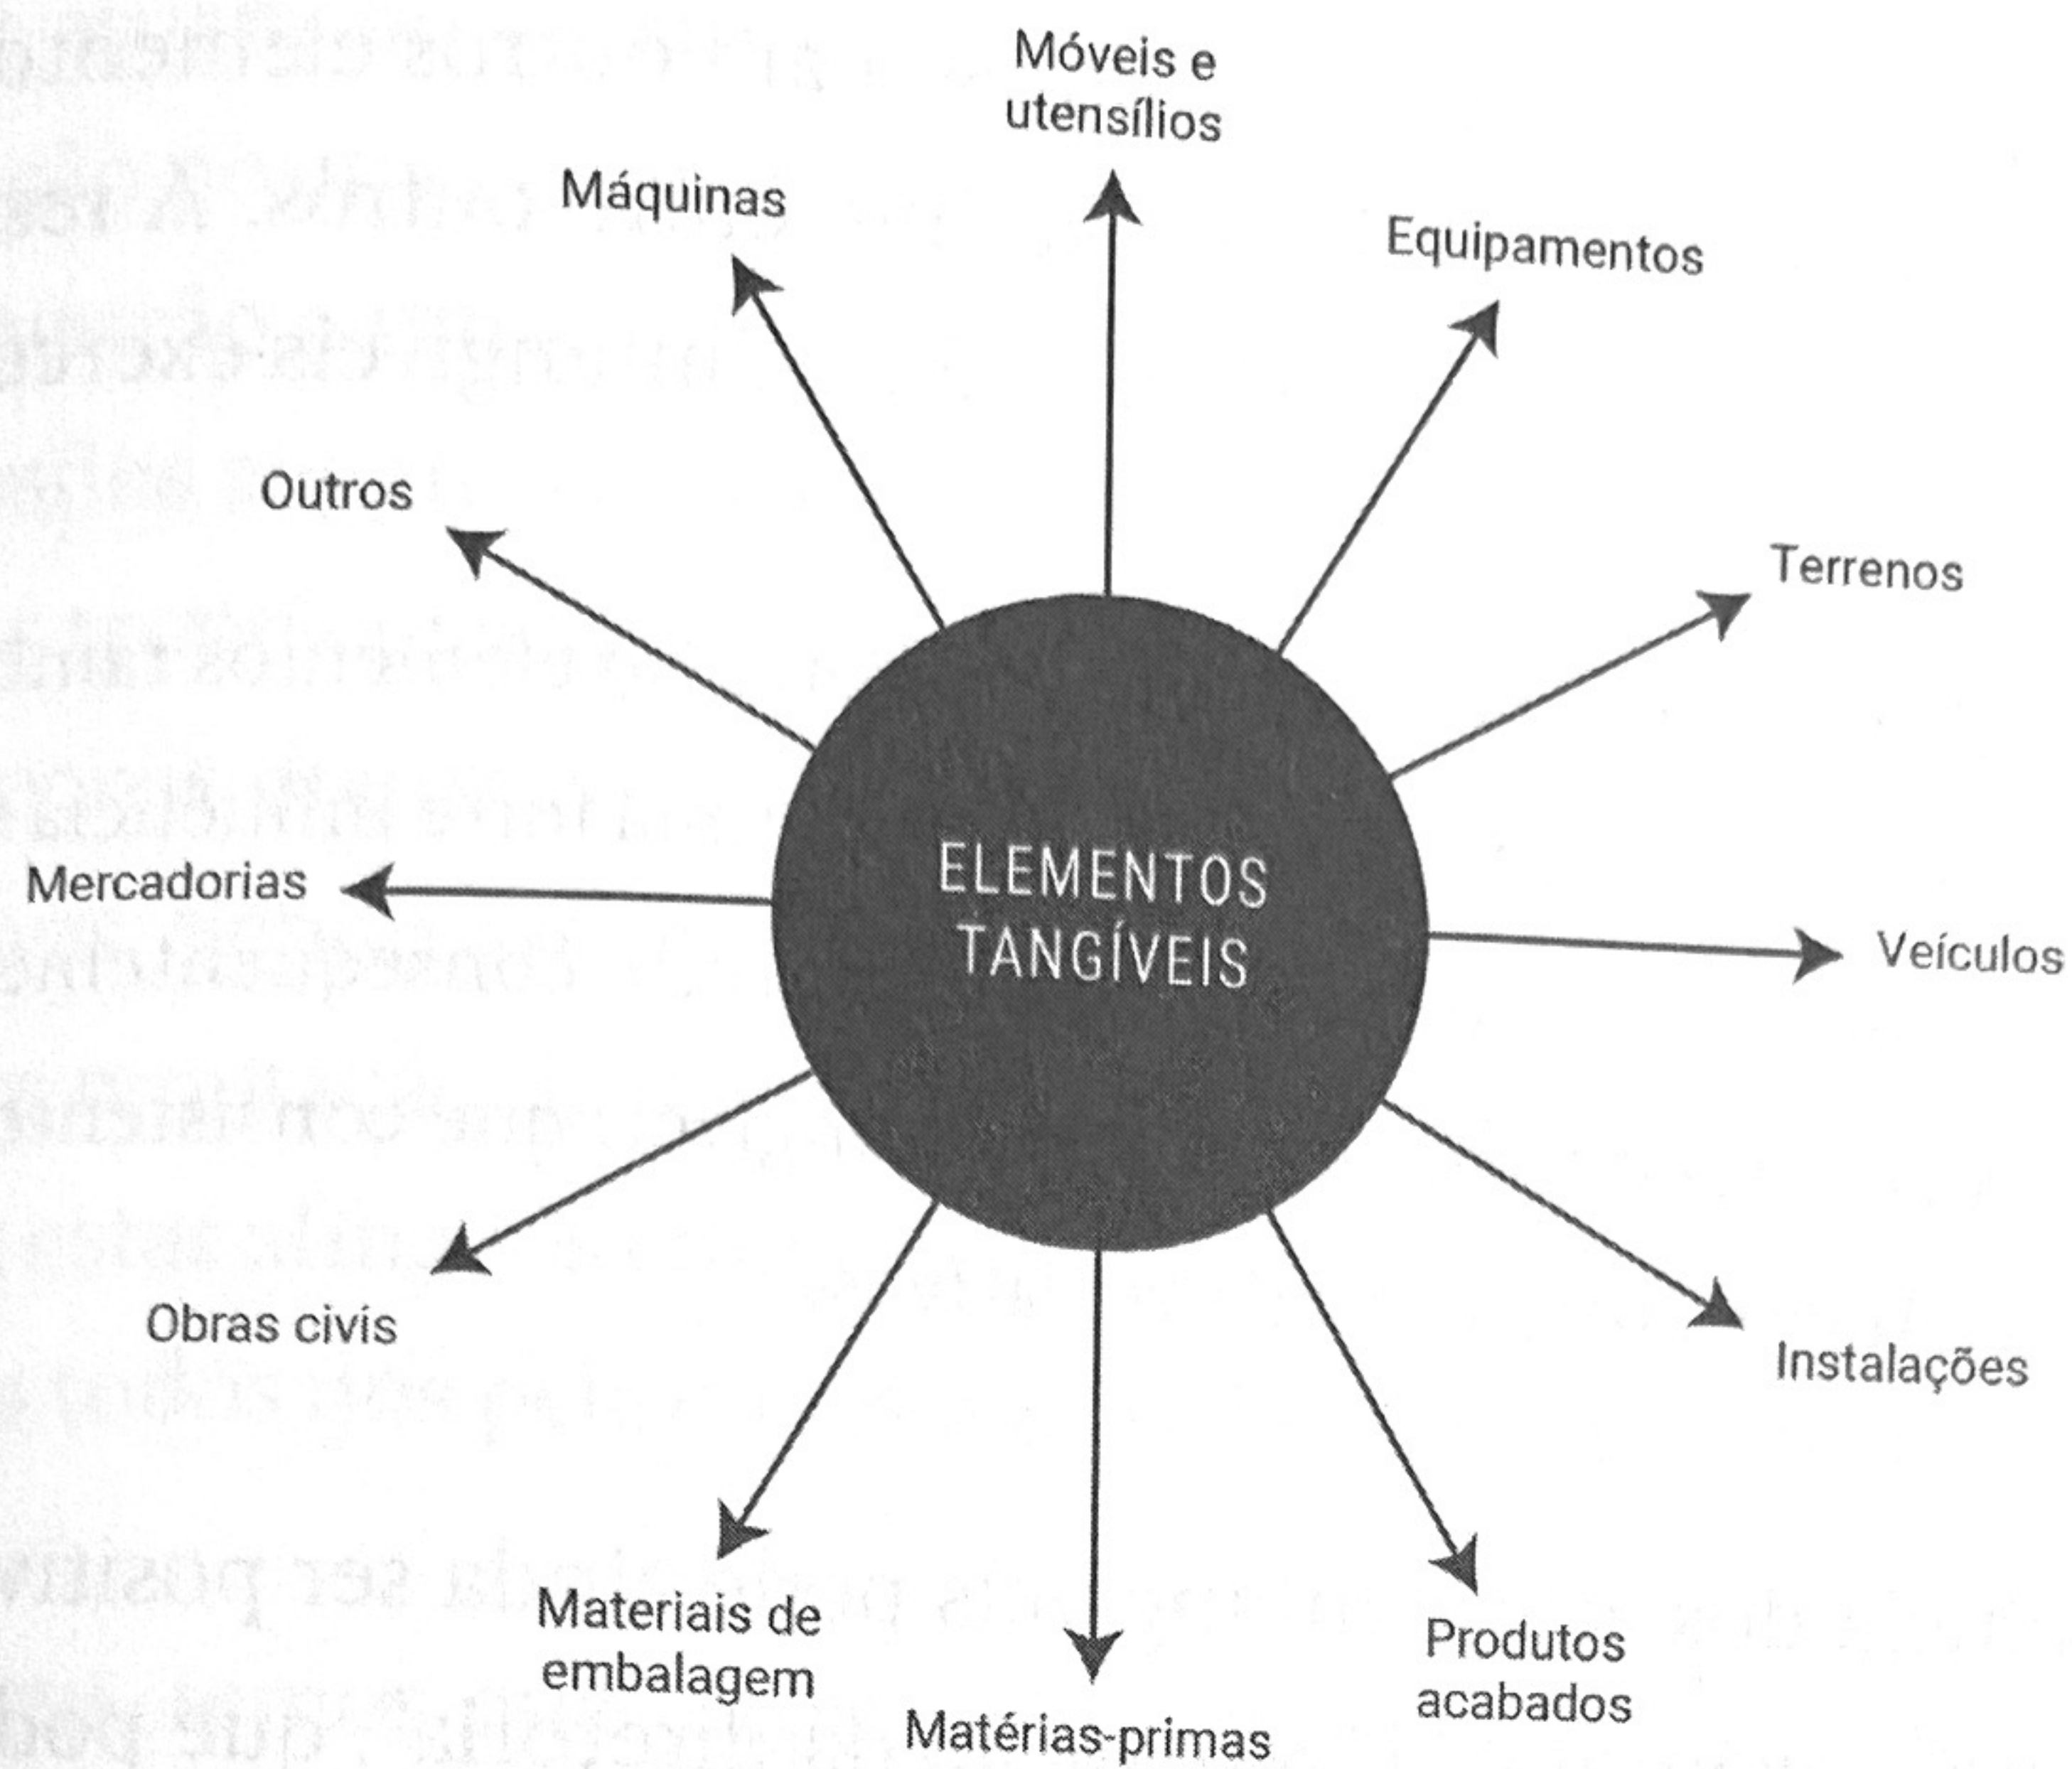 Móveis e
utensílios
Máquinas
Equipamentos
Outros
Terrenos
ELEMENTOS
TANGÍVEIS
Mercadorias
Veículos
Obras civis
Instalações
Materiais de
embalagem
Produtos
acabados
Matérias-primas